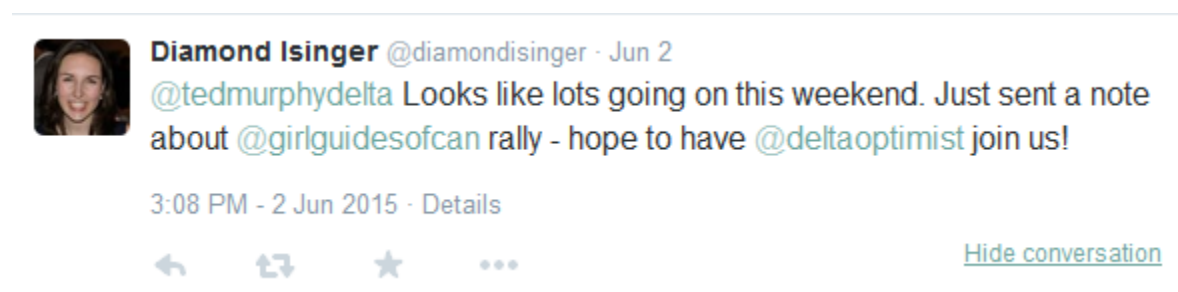 Diamond Isinger @diamondisinger · Jun 2
@tedmurphydelta Looks like lots going on this weekend. Just sent a note
about @girlguidesofcan rally - hope to have @deltaoptimist join us!
3:08 PM - 2 Jun 2015 · Details
Hide conversation